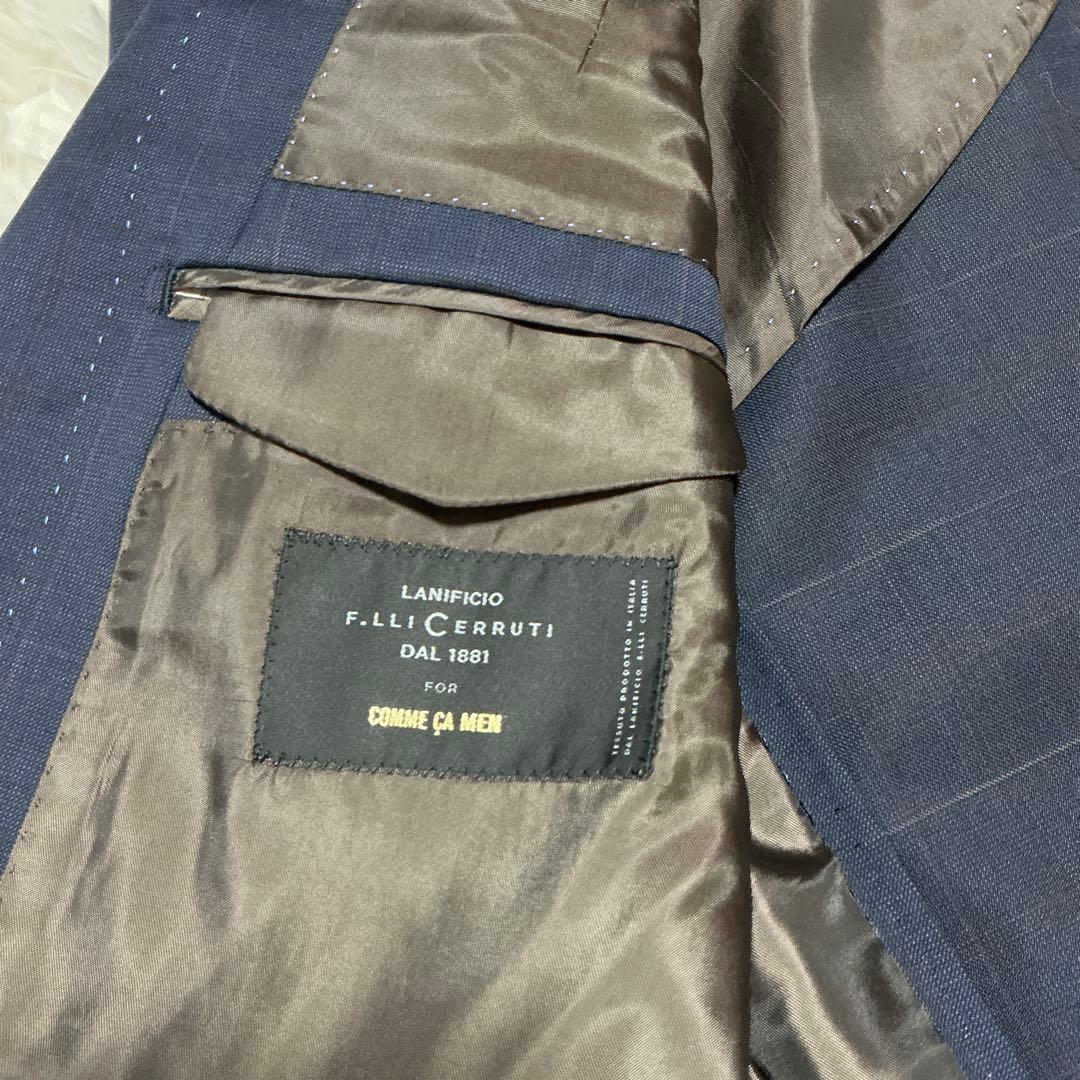 LANIFICIO
F.LLI CERRUTI
DAL 1881
FOR
COMME ÇA MEN
TESSUTO PRODOTTO IN ITALIA
DAL LANIFICIO F.LLI CERRUTI